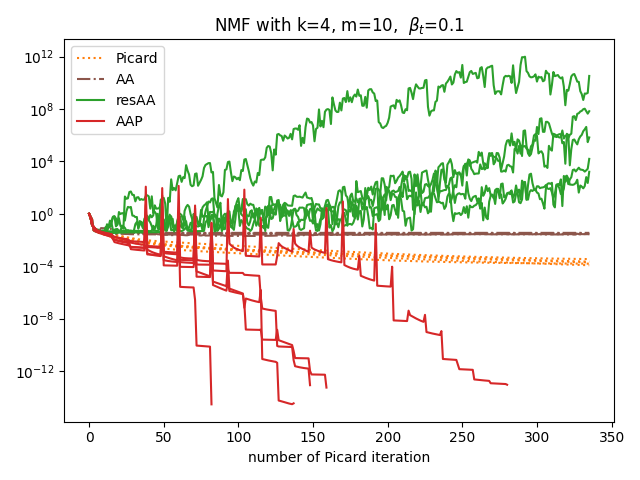 NMF with k=4, m=10, βt=0.1
Picard
AA
resAA
AAP
10^12
10^8
10^4
10^0
10^−4
10^−8
10^−12
0 50 100 150 200 250 300 350
number of Picard iteration